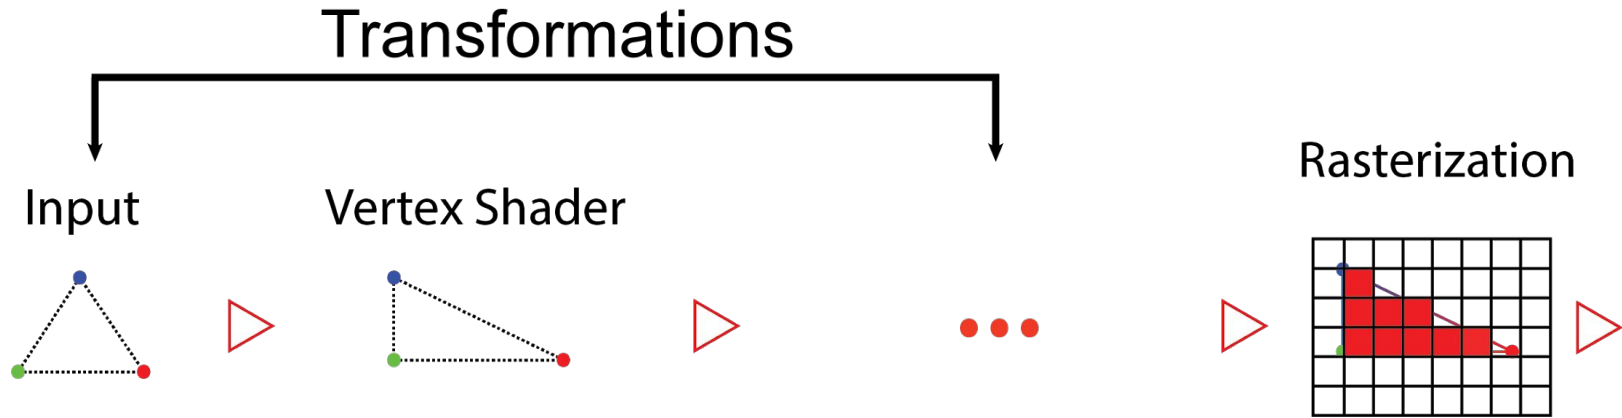 Transformations
Input
Vertex Shader
Rasterization